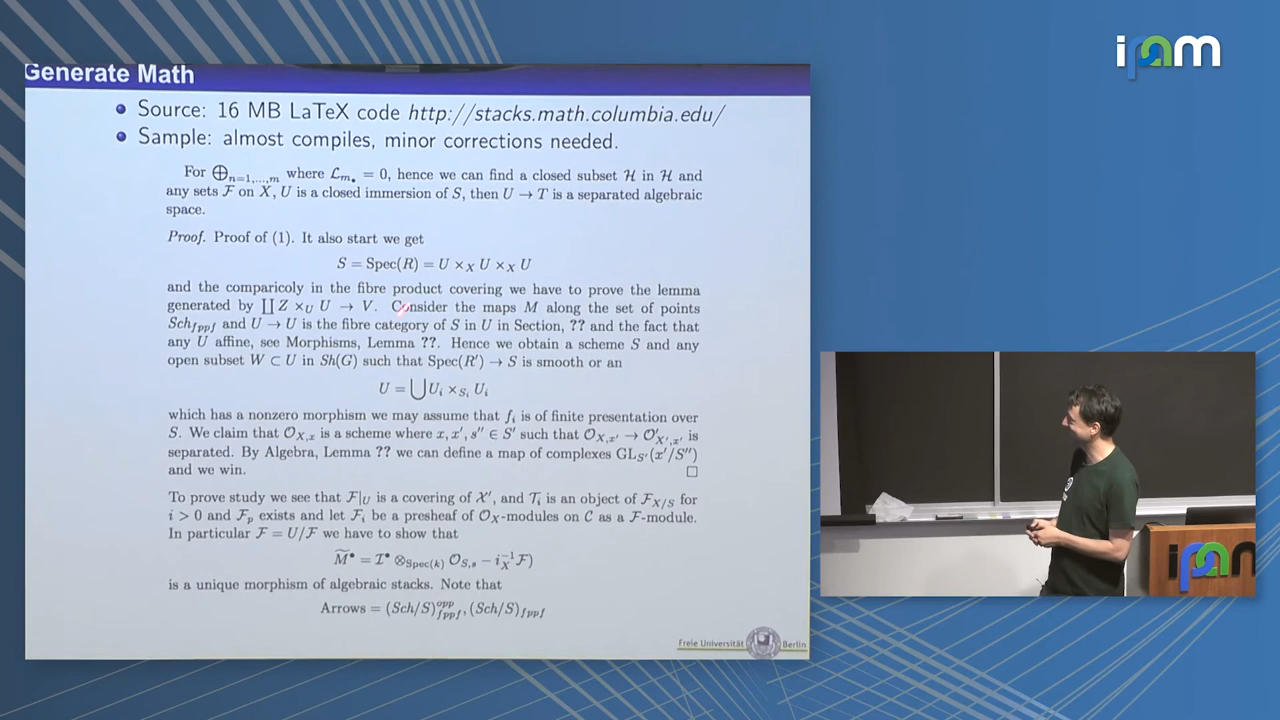 ipam
Generate Math
Source: 16 MB LaTeX code http://stacks.math.columbia.edu/
Sample: almost compiles, minor corrections needed.
For ⨁ₙ₌₁,...,ₘ where 𝓛ₘ• = 0, hence we can find a closed subset 𝓗 in 𝓗 and
any sets 𝓕 on X, U is a closed immersion of S, then U → T is a separated algebraic
space.
Proof. Proof of (1). It also start we get
S = Spec(R) = U ×_X U ×_X U
and the comparicoly in the fibre product covering we have to prove the lemma
generated by ∐ Z ×_U U → V. Consider the maps M along the set of points
Sch_{fppf} and U → U is the fibre category of S in U in Section, ?? and the fact that
any U affine, see Morphisms, Lemma ??. Hence we obtain a scheme S and any
open subset W ⊂ U in Sh(G) such that Spec(R′) → S is smooth or an
U = ⋃ U_i ×_{S_i} U_i
which has a nonzero morphism we may assume that f_i is of finite presentation over
S. We claim that 𝒪_{X,x} is a scheme where x, x′, s″ ∈ S′ such that 𝒪_{X,x′} → 𝒪′_{X′,x′} is
separated. By Algebra, Lemma ?? we can define a map of complexes GL_{S′}(x′/S″)
and we win. □
To prove study we see that 𝓕|_U is a covering of 𝒳′, and 𝒯_i is an object of 𝓕_{X/S} for
i > 0 and 𝓕_p exists and let 𝓕_i be a presheaf of 𝒪_X-modules on 𝒞 as a 𝓕-module.
In particular 𝓕 = U/𝓕 we have to show that
M̃• = 𝓘• ⊗_{Spec(k)} 𝒪_{S,s} − i_X^{−1}𝓕)
is a unique morphism of algebraic stacks. Note that
Arrows = (Sch/S)^{opp}_{fppf}, (Sch/S)_{fppf}
Freie Universität Berlin
ipam